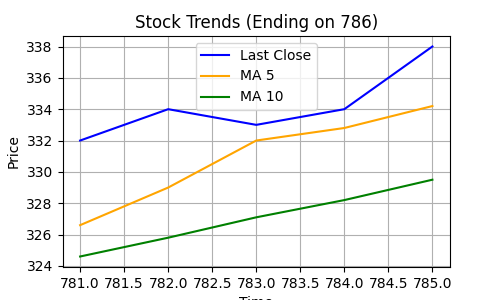 Stock Trends (Ending on 786)
Last Close
MA 5
MA 10
Price
338
336
334
332
330
328
326
324
781.0 781.5 782.0 782.5 783.0 783.5 784.0 784.5 785.0
Time